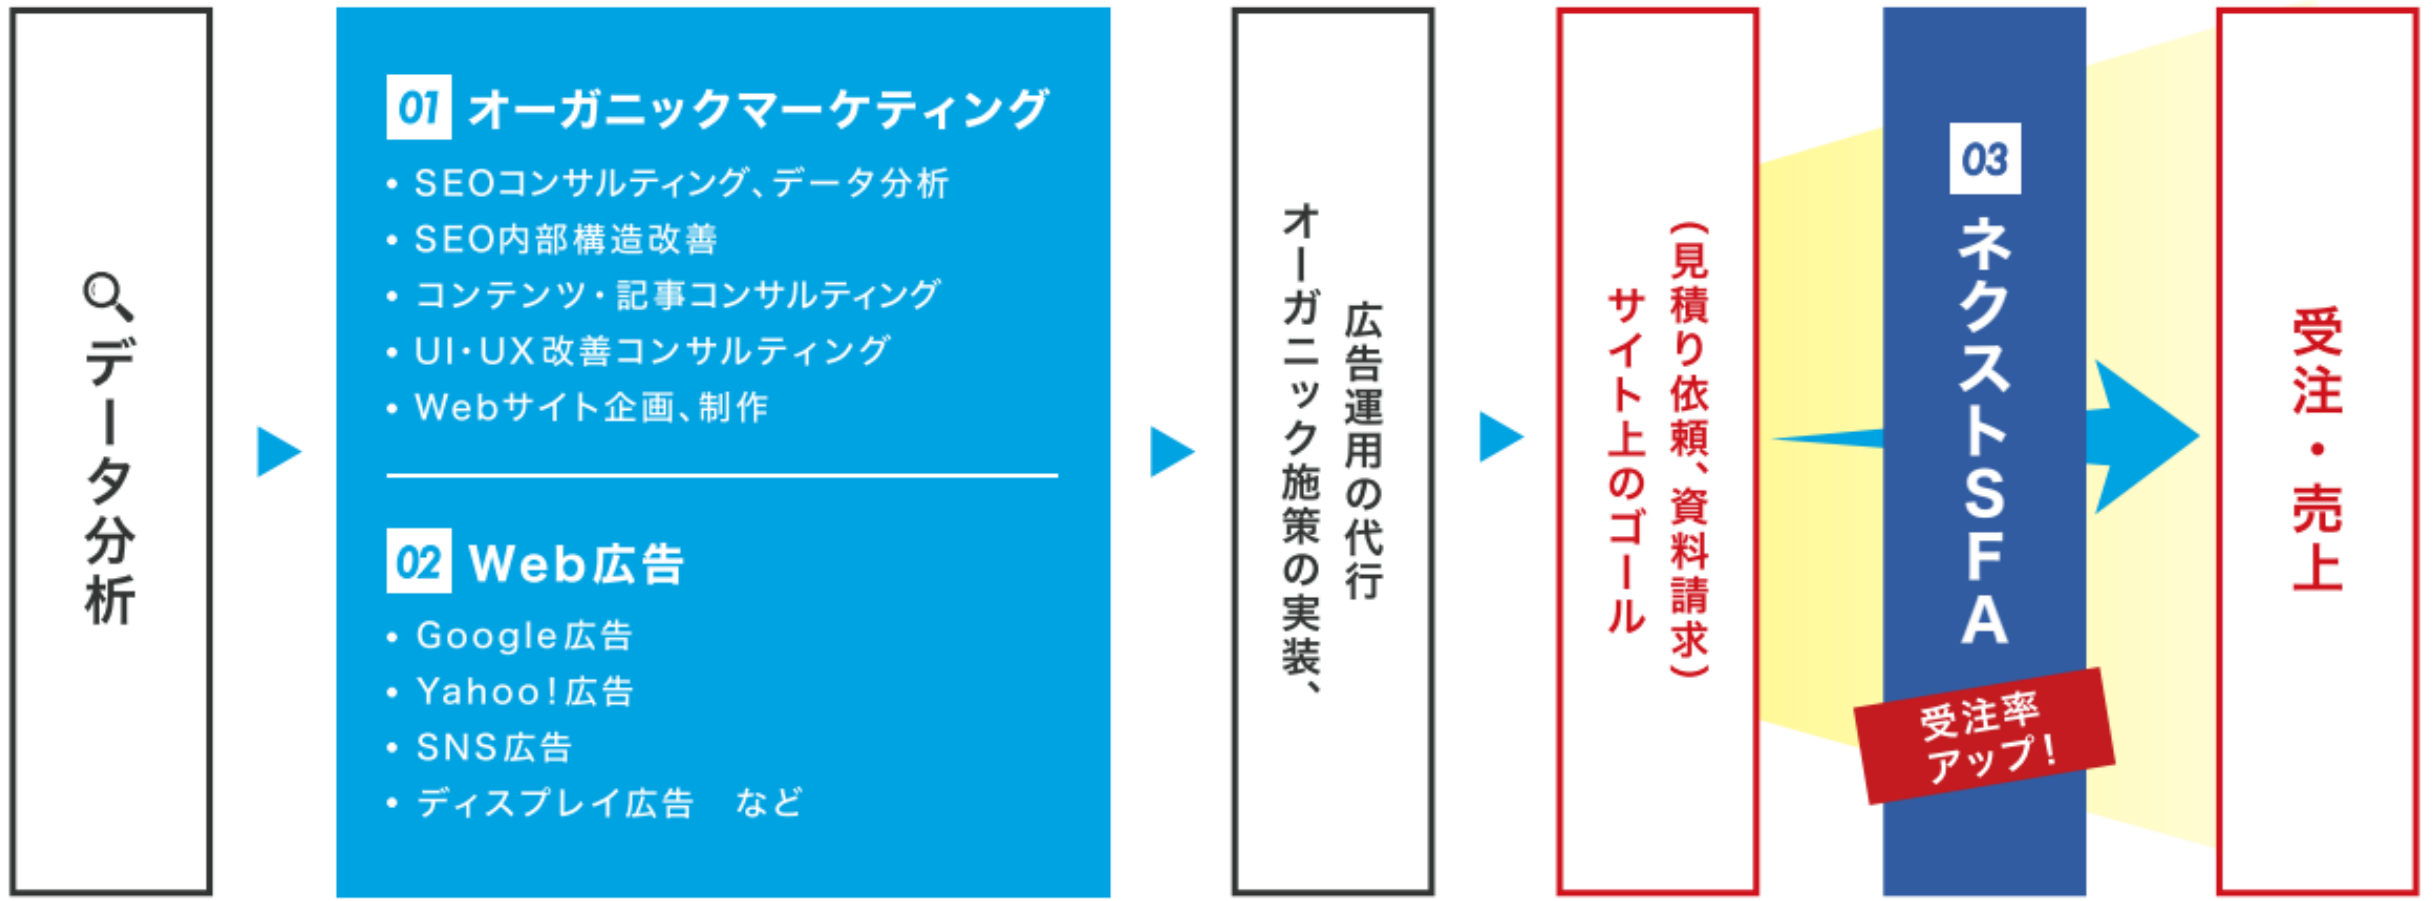 データ分析
01 オーガニックマーケティング
• SEOコンサルティング、データ分析
• SEO内部構造改善
• コンテンツ・記事コンサルティング
• UI・UX改善コンサルティング
• Webサイト企画、制作
02 Web広告
• Google広告
• Yahoo!広告
• SNS広告
• ディスプレイ広告　など
広告運用の代行
オーガニック施策の実装、
(見積り依頼、資料請求)
サイト上のゴール
03
ネクストSFA
受注率
アップ!
受注・売上